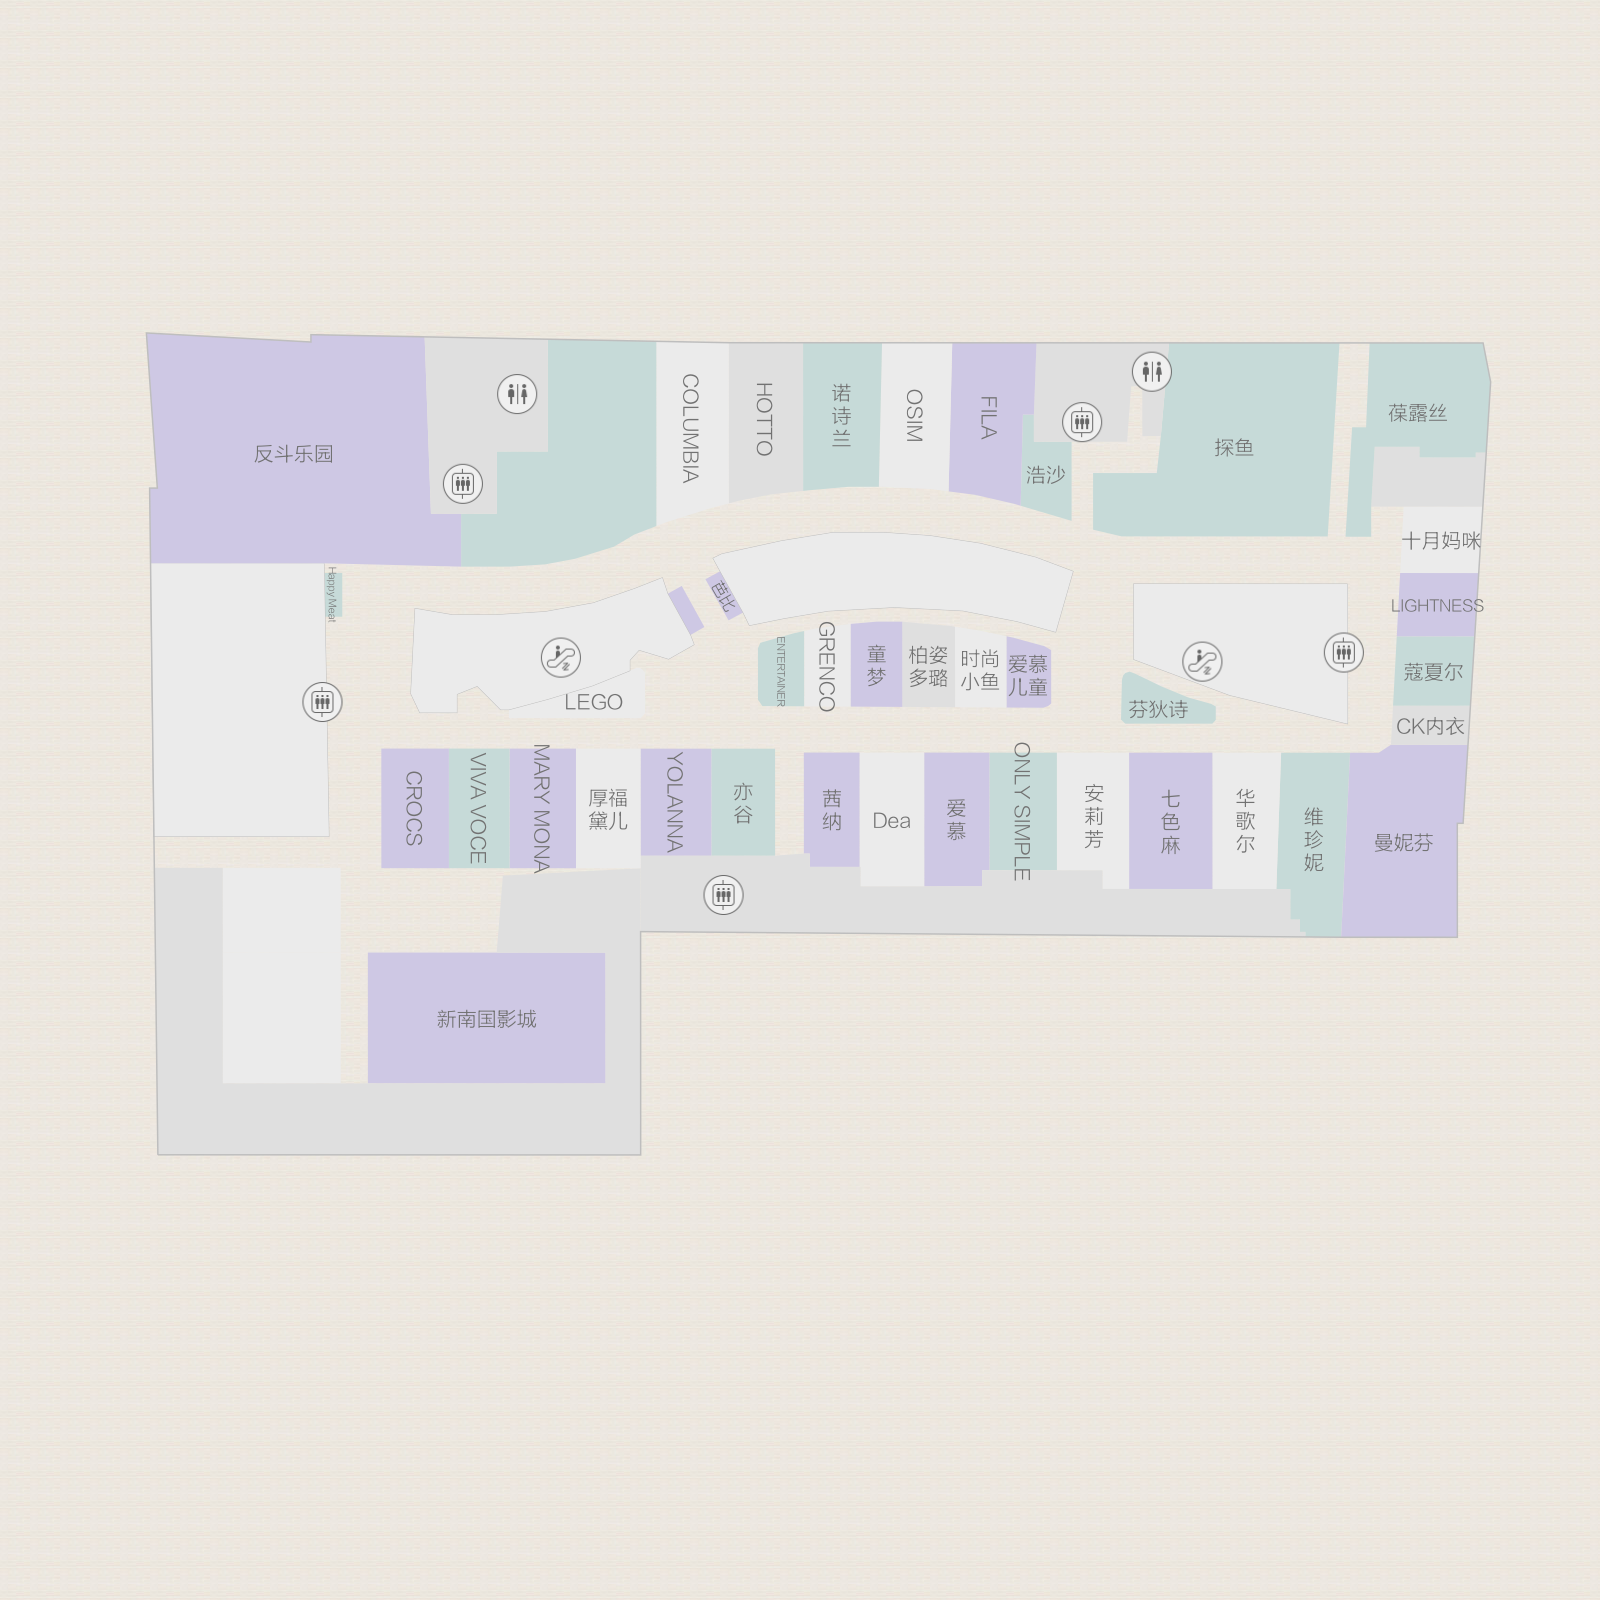 反斗乐园
COLUMBIA
HOTTO
诺诗兰
OSIM
FILA
浩沙
探鱼
葆露丝
十月妈咪
LIGHTNESS
蔻夏尔
CK内衣
Happy Meat
芭比
LEGO
ENTERTAINER
GRENCO
童梦
柏姿
多璐
时尚
小鱼
爱慕
儿童
芬狄诗
CROCS
VIVA VOCE
MARY MONA
厚福
黛儿
YOLANNA
亦谷
茜纳
Dea
爱慕
ONLY SIMPLE
安莉芳
七色麻
华歌尔
维珍妮
曼妮芬
新南国影城